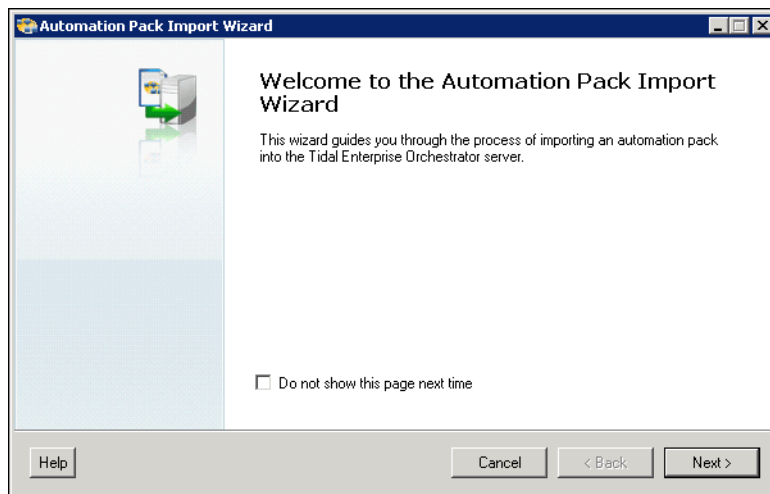 Automation Pack Import Wizard
Welcome to the Automation Pack Import
Wizard
This wizard guides you through the process of importing an automation pack
into the Tidal Enterprise Orchestrator server.
Do not show this page next time
Help
Cancel
< Back
Next >